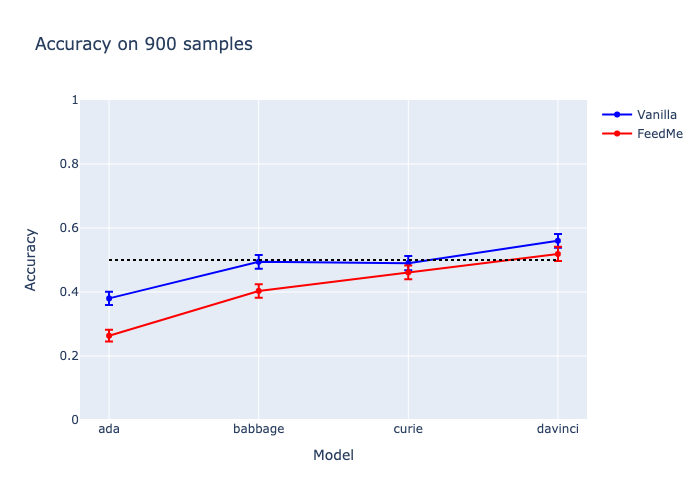 Accuracy on 900 samples
Vanilla
FeedMe
1
0.8
0.6
0.4
0.2
0
Accuracy
ada
babbage
curie
davinci
Model